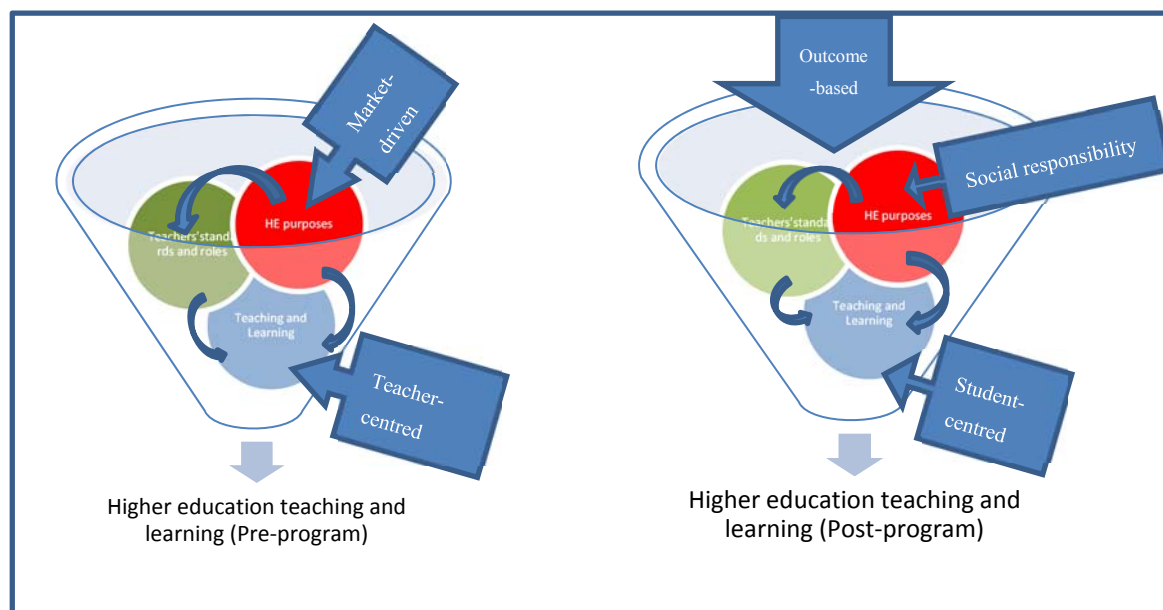 Market-
driven
HE purposes
Teachers'standa
rds and roles
Teaching and
Learning
Teacher-
centred
Higher education teaching and
learning (Pre-program)
Outcome
-based
Social responsibility
HE purposes
Teachers'standar
ds and roles
Teaching and
Learning
Student-
centred
Higher education teaching and
learning (Post-program)